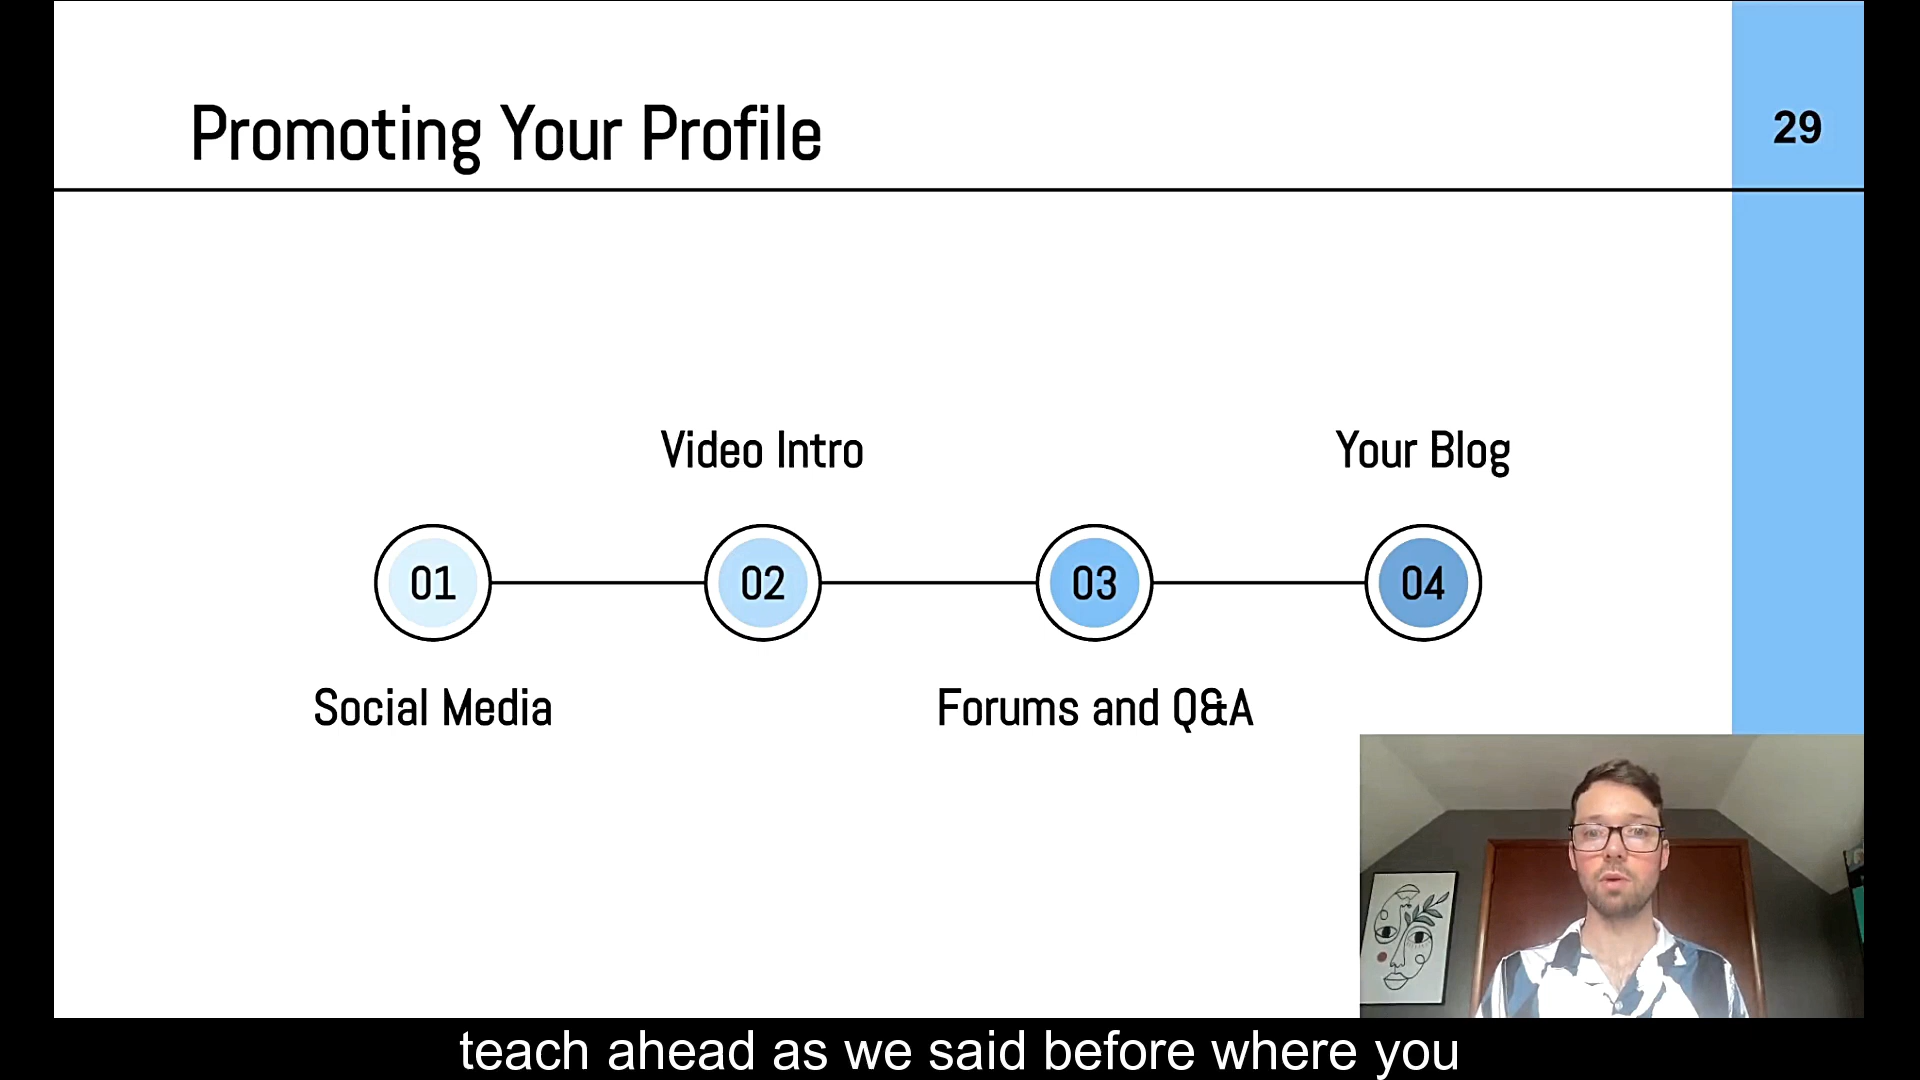 Promoting Your Profile
29
Video Intro
Your Blog
01
02
03
04
Social Media
Forums and Q&A
teach ahead as we said before where you